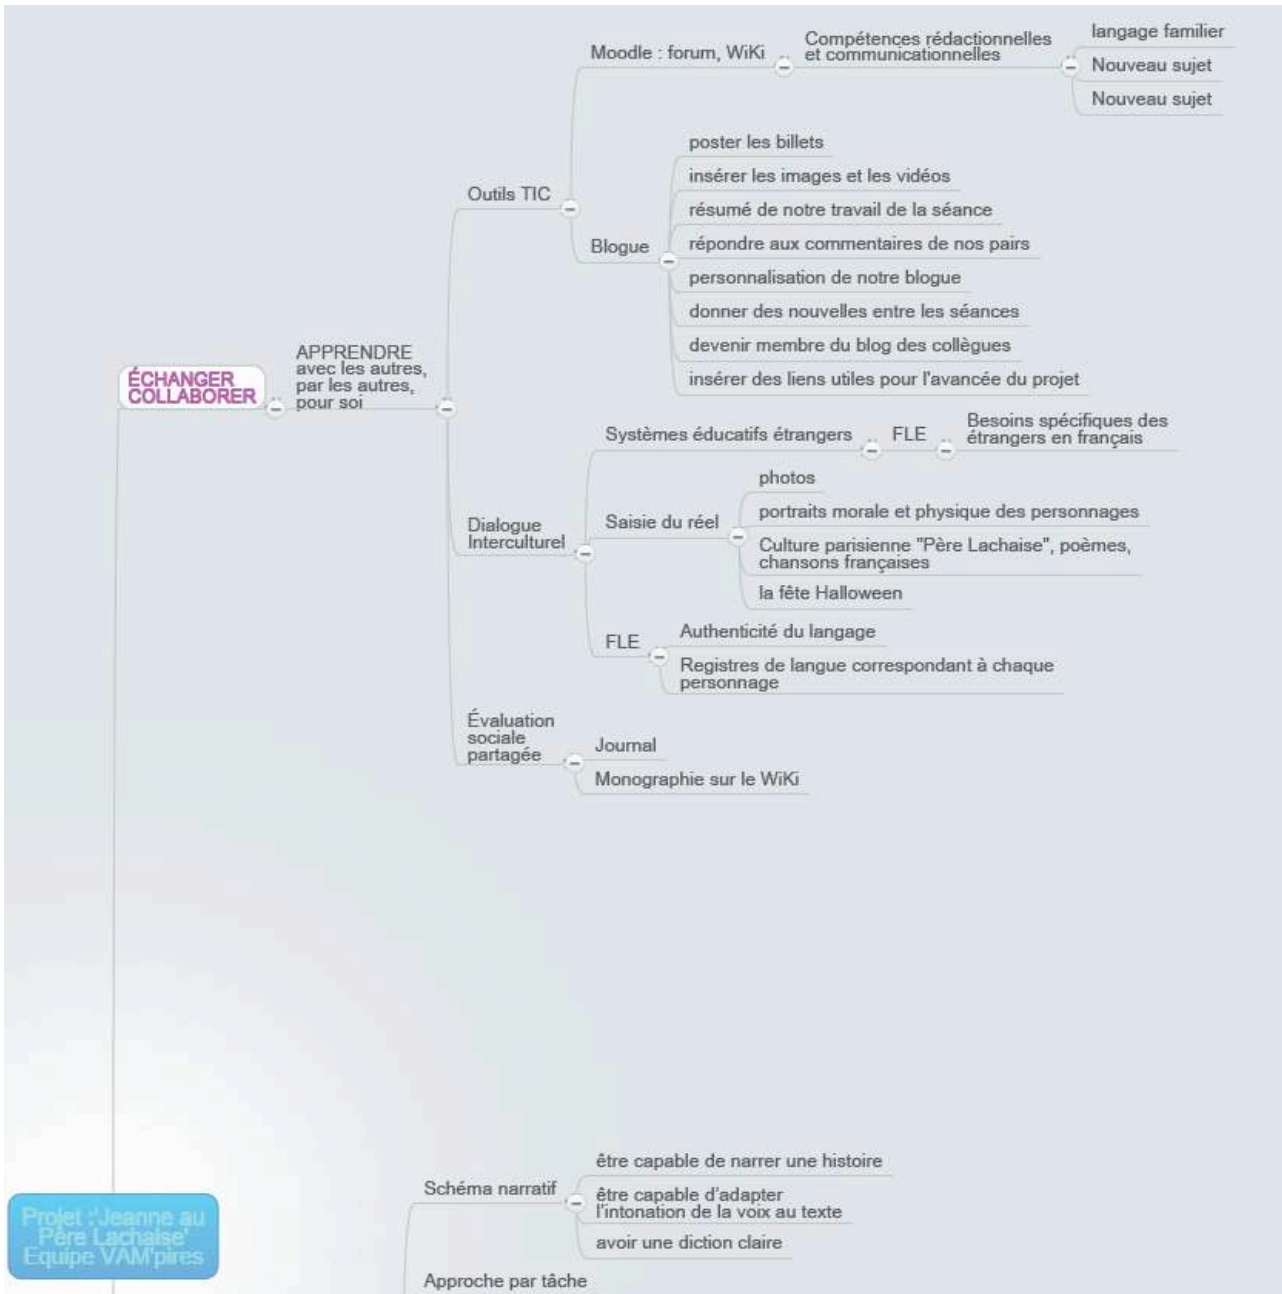 langage familier
Moodle : forum, WiKi
Compétences rédactionnelles
et communicationnelles
Nouveau sujet
Nouveau sujet
poster les billets
insérer les images et les vidéos
Outils TIC
résumé de notre travail de la séance
Blogue
répondre aux commentaires de nos pairs
personnalisation de notre blogue
donner des nouvelles entre les séances
devenir membre du blog des collègues
insérer des liens utiles pour l'avancée du projet
ÉCHANGER
COLLABORER
APPRENDRE
avec les autres,
par les autres,
pour soi
Systèmes éducatifs étrangers
FLE
Besoins spécifiques des
étrangers en français
photos
Dialogue
Interculturel
Saisie du réel
portraits morale et physique des personnages
Culture parisienne "Père Lachaise", poèmes,
chansons françaises
la fête Halloween
FLE
Authenticité du langage
Registres de langue correspondant à chaque
personnage
Évaluation
sociale
partagée
Journal
Monographie sur le WiKi
être capable de narrer une histoire
Schéma narratif
être capable d'adapter
l'intonation de la voix au texte
avoir une diction claire
Projet :'Jeanne au
Père Lachaise'
Equipe VAM'pires
Approche par tâche